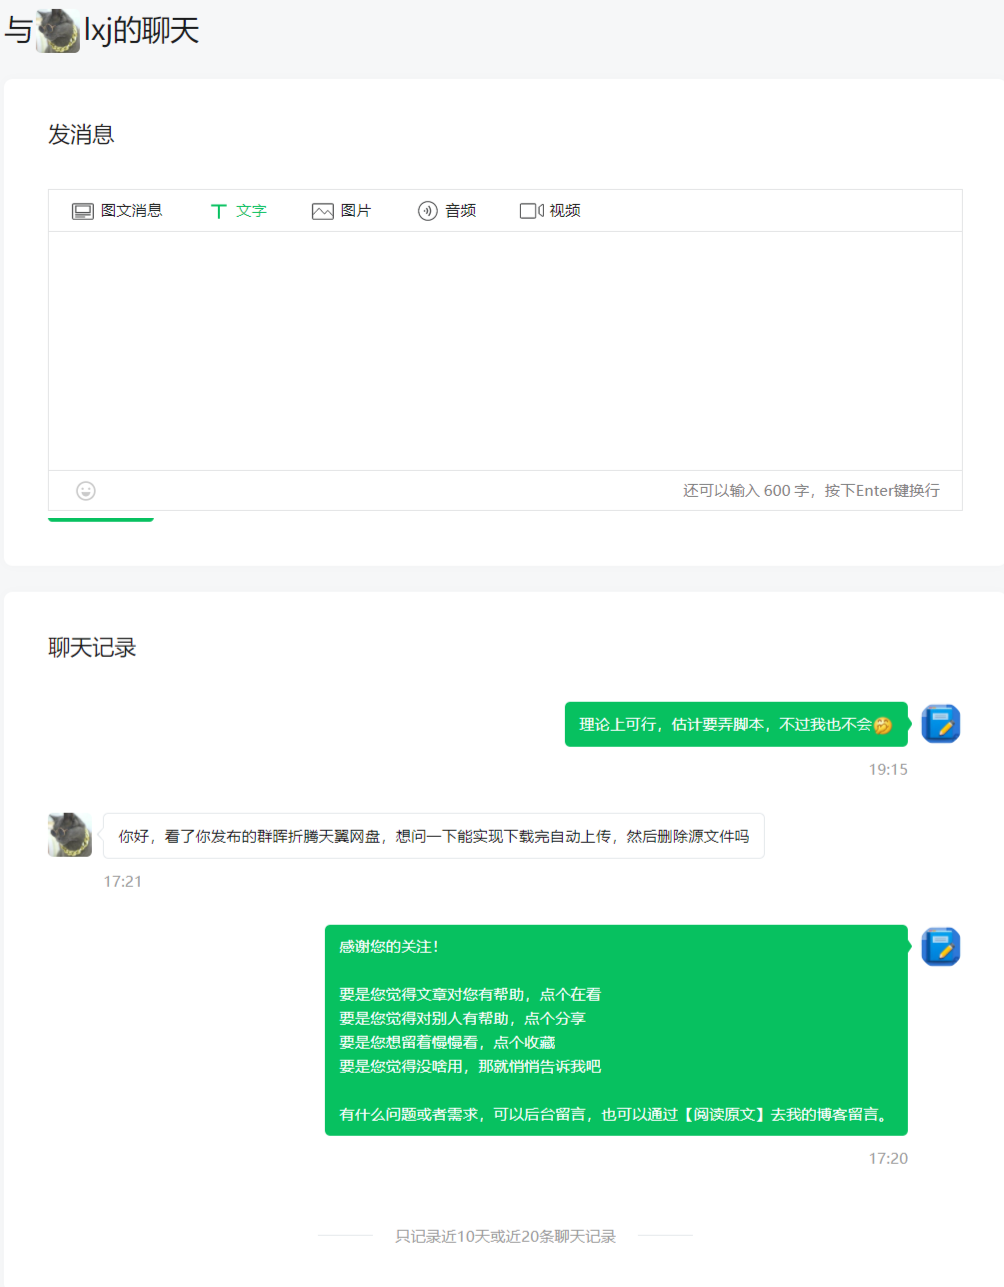 与lxj的聊天
发消息
图文消息 文字 图片 音频 视频
还可以输入 600 字，按下Enter键换行
聊天记录
理论上可行，估计要弄脚本，不过我也不会
19:15
你好，看了你发布的群晖折腾天翼网盘，想问一下能实现下载完自动上传，然后删除源文件吗
17:21
感谢您的关注！
要是您觉得文章对您有帮助，点个在看
要是您觉得对别人有帮助，点个分享
要是您想留着慢慢看，点个收藏
要是您觉得没啥用，那就悄悄告诉我吧
有什么问题或者需求，可以后台留言，也可以通过【阅读原文】去我的博客留言。
17:20
只记录近10天或近20条聊天记录